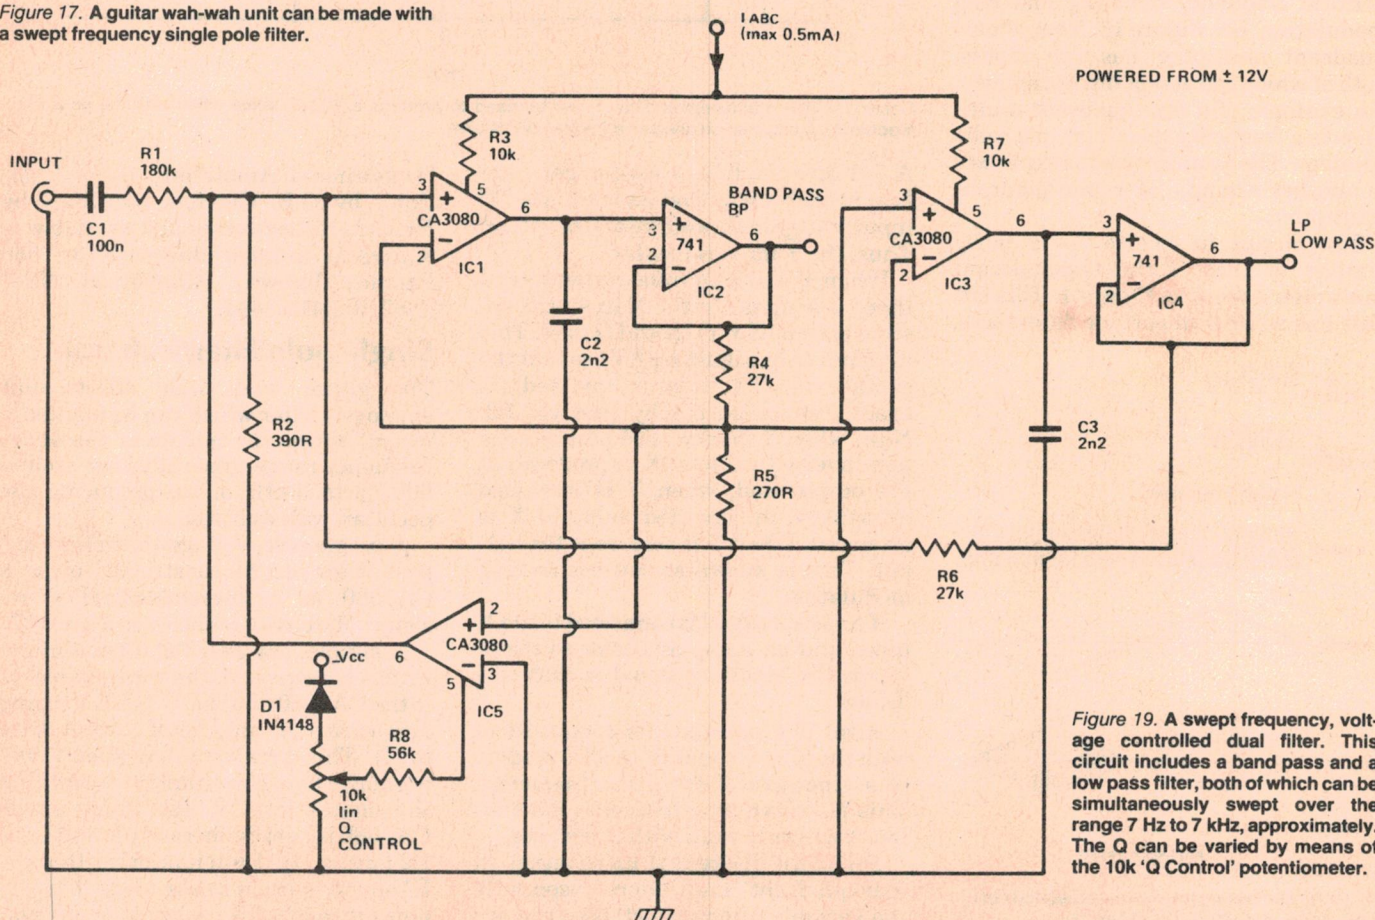 Figure 17. A guitar wah-wah unit can be made with
a swept frequency single pole filter.
I ABC
(max 0.5mA)
POWERED FROM ± 12V
INPUT
R1
180k
C1
100n
R3
10k
3
+
5
CA3080
6
−
2
IC1
3
+
741
2
−
6
IC2
BAND PASS
BP
R7
10k
3
+
5
CA3080
6
−
2
IC3
3
+
741
2
−
6
IC4
LP
LOW PASS
C2
2n2
R4
27k
R2
390R
R5
270R
C3
2n2
R6
27k
2
+
CA3080
6
−
3
5
IC5
–Vcc
D1
IN4148
R8
56k
10k
lin
Q
CONTROL
Figure 19. A swept frequency, volt-
age controlled dual filter. This
circuit includes a band pass and a
low pass filter, both of which can be
simultaneously swept over the
range 7 Hz to 7 kHz, approximately.
The Q can be varied by means of
the 10k ‘Q Control’ potentiometer.